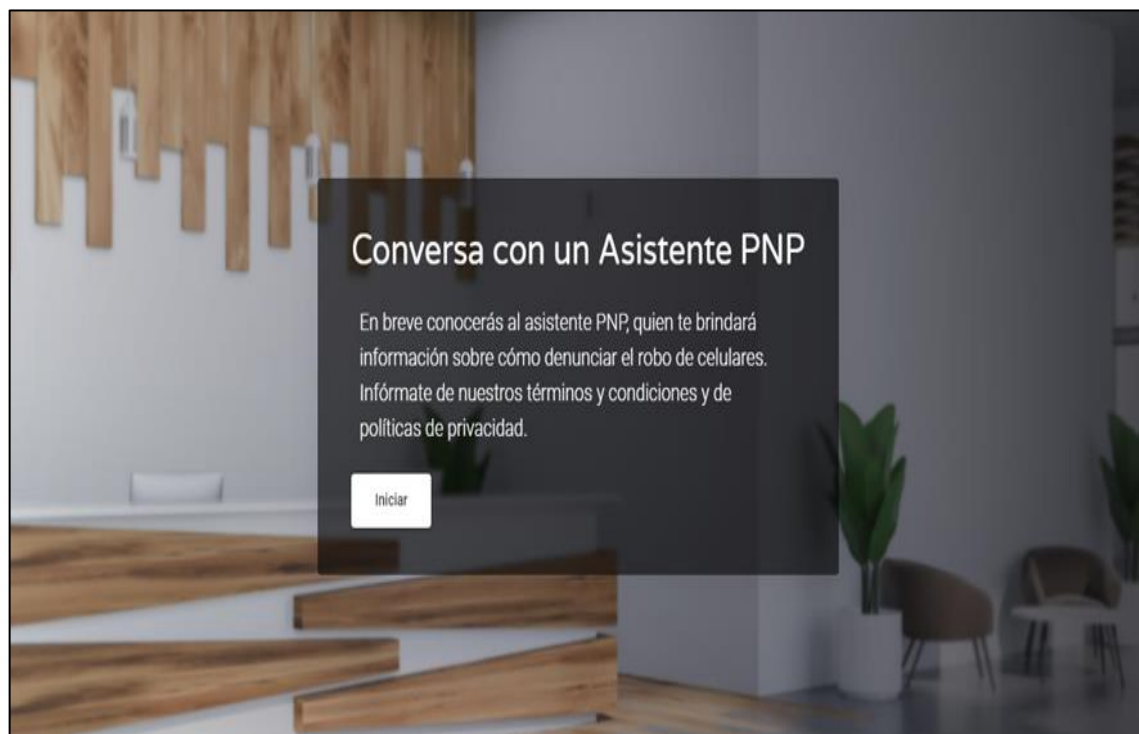 Conversa con un Asistente PNP
En breve conocerás al asistente PNP, quien te brindará
información sobre cómo denunciar el robo de celulares.
Infórmate de nuestros términos y condiciones y de
políticas de privacidad.
Iniciar